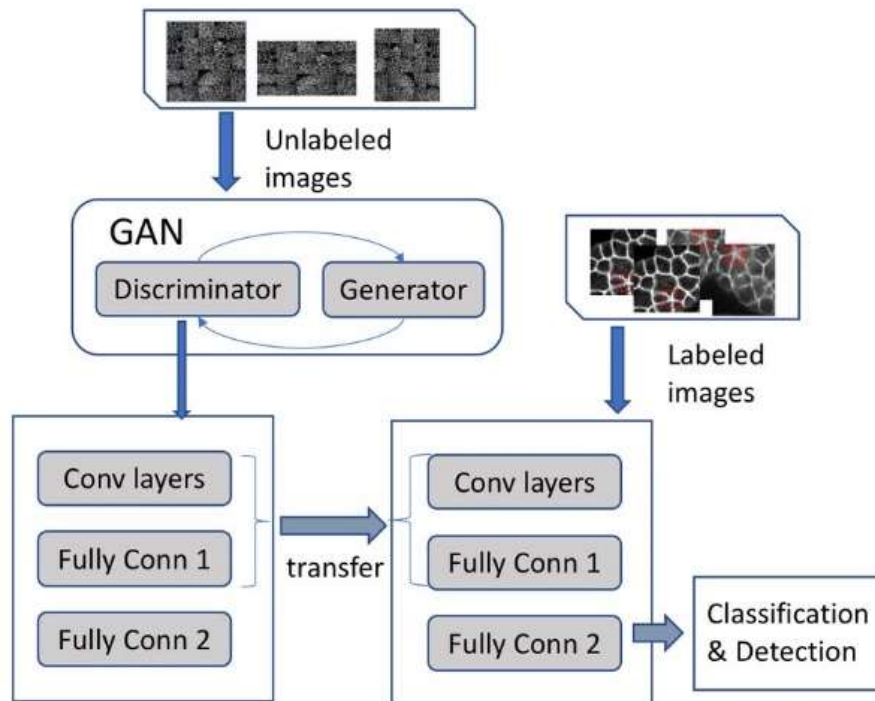 Unlabeled
images
GAN
Discriminator
Generator
Labeled
images
Conv layers
Fully Conn 1
Fully Conn 2
transfer
Conv layers
Fully Conn 1
Fully Conn 2
Classification
& Detection